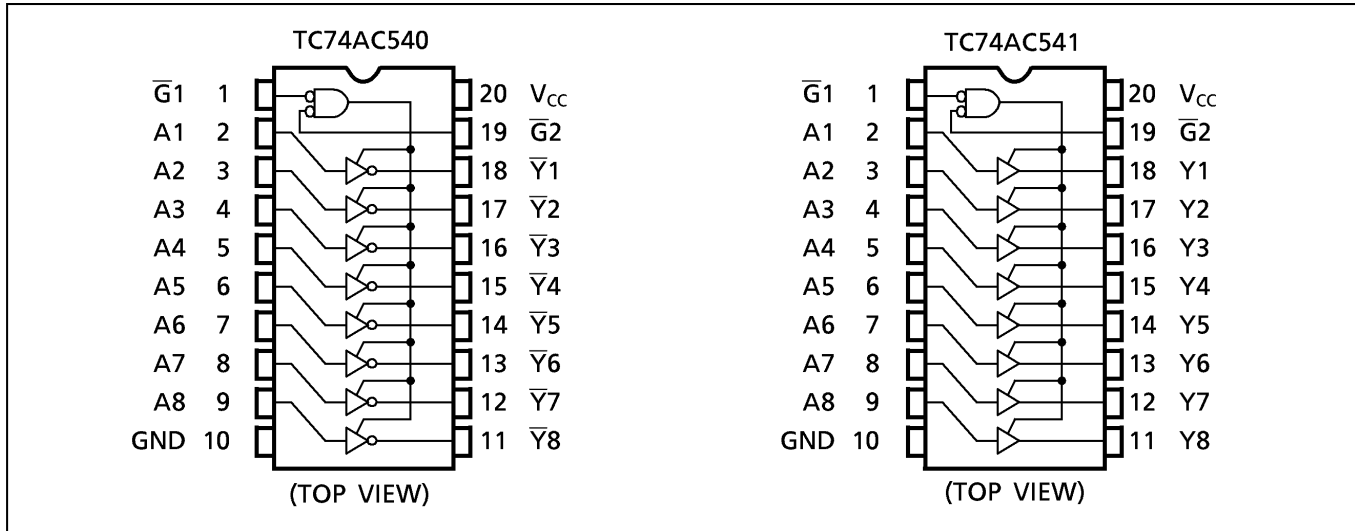 TC74AC540
G̅1 1 20 VCC
A1 2 19 G̅2
A2 3 18 Y̅1
A3 4 17 Y̅2
A4 5 16 Y̅3
A5 6 15 Y̅4
A6 7 14 Y̅5
A7 8 13 Y̅6
A8 9 12 Y̅7
GND 10 11 Y̅8
(TOP VIEW)
TC74AC541
G̅1 1 20 VCC
A1 2 19 G̅2
A2 3 18 Y1
A3 4 17 Y2
A4 5 16 Y3
A5 6 15 Y4
A6 7 14 Y5
A7 8 13 Y6
A8 9 12 Y7
GND 10 11 Y8
(TOP VIEW)